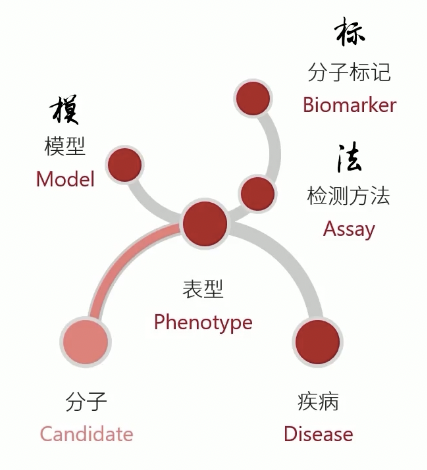 标
分子标记
Biomarker
模
模型
Model
法
检测方法
Assay
表型
Phenotype
分子
Candidate
疾病
Disease